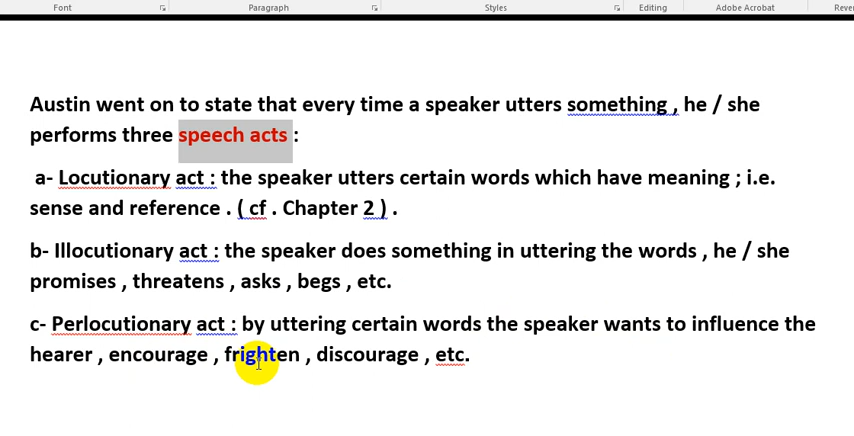 Font Paragraph Styles Editing Adobe Acrobat
Austin went on to state that every time a speaker utters something , he / she
performs three speech acts :
a- Locutionary act : the speaker utters certain words which have meaning ; i.e.
sense and reference . ( cf . Chapter 2 ) .
b- Illocutionary act : the speaker does something in uttering the words , he / she
promises , threatens , asks , begs , etc.
c- Perlocutionary act : by uttering certain words the speaker wants to influence the
hearer , encourage , frighten , discourage , etc.